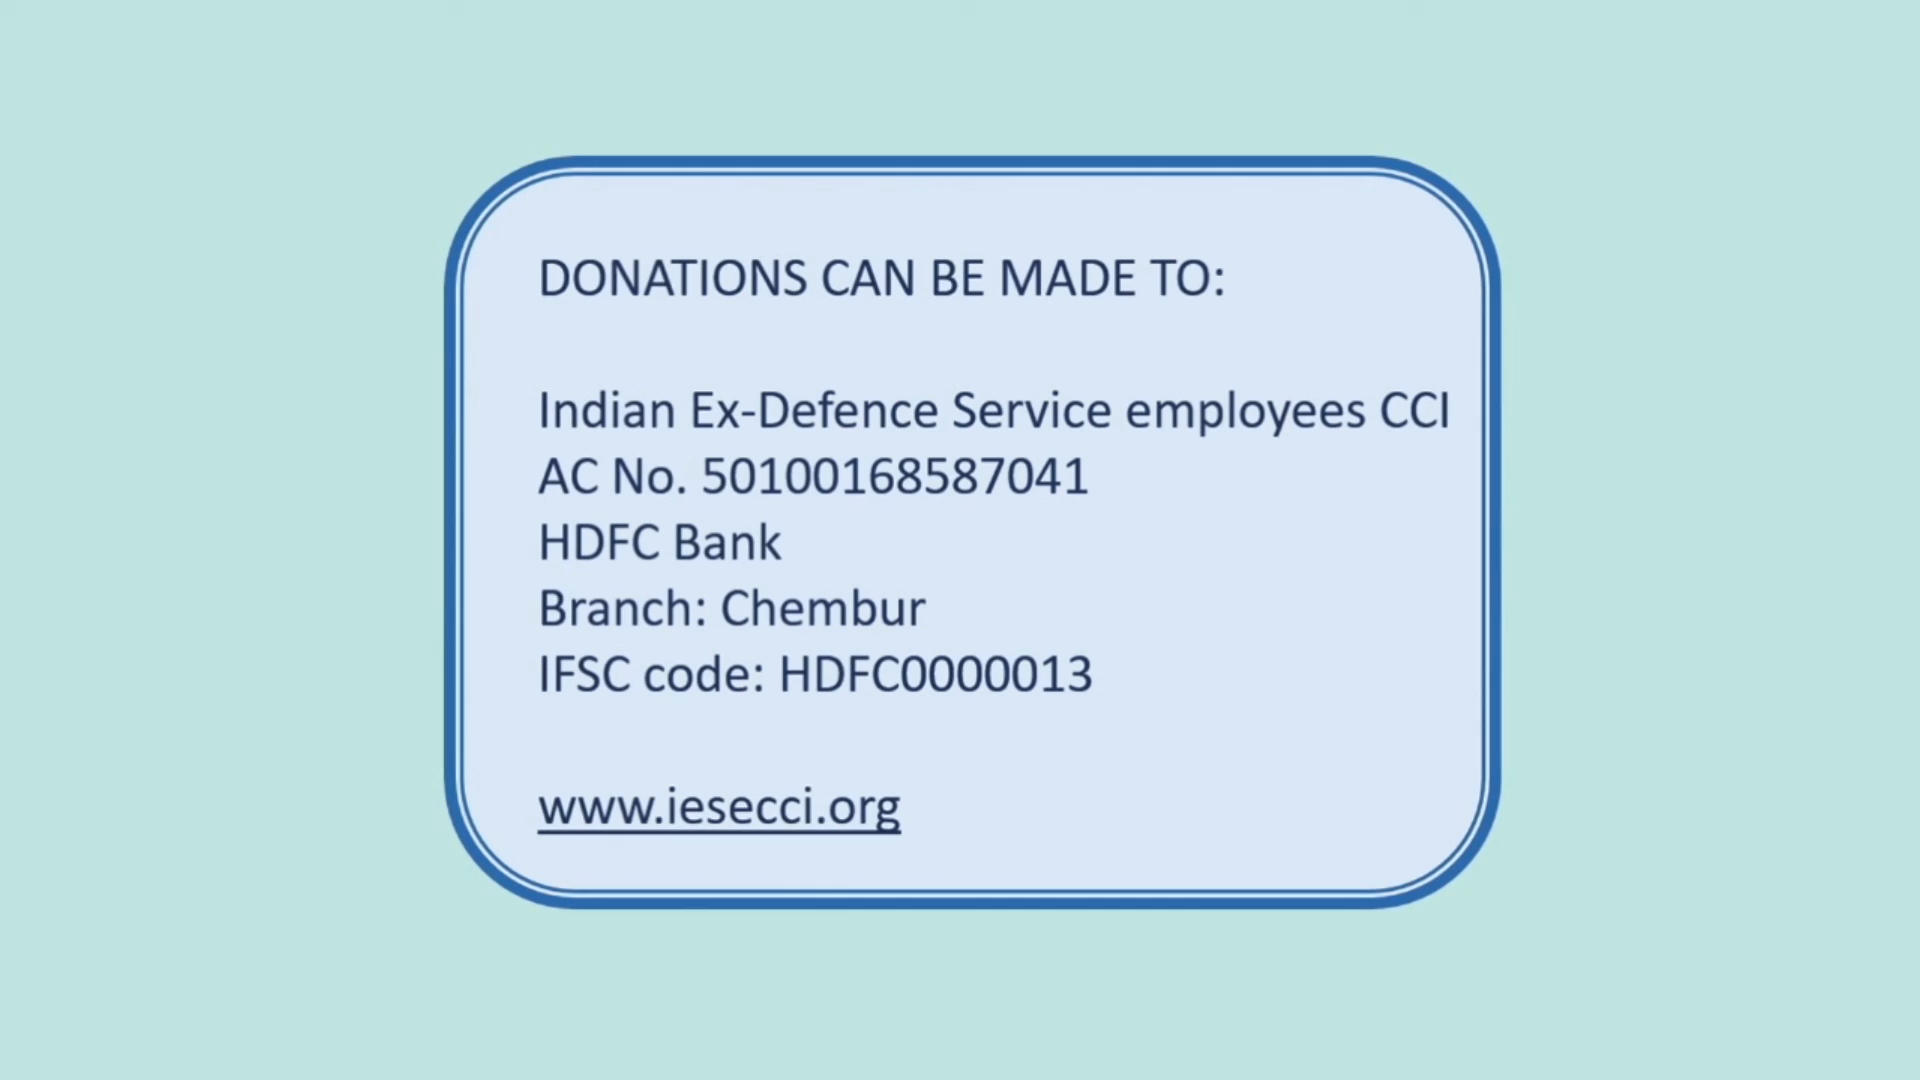 DONATIONS CAN BE MADE TO:
Indian Ex-Defence Service employees CCI
AC No. 50100168587041
HDFC Bank
Branch: Chembur
IFSC code: HDFC0000013
www.iesecci.org